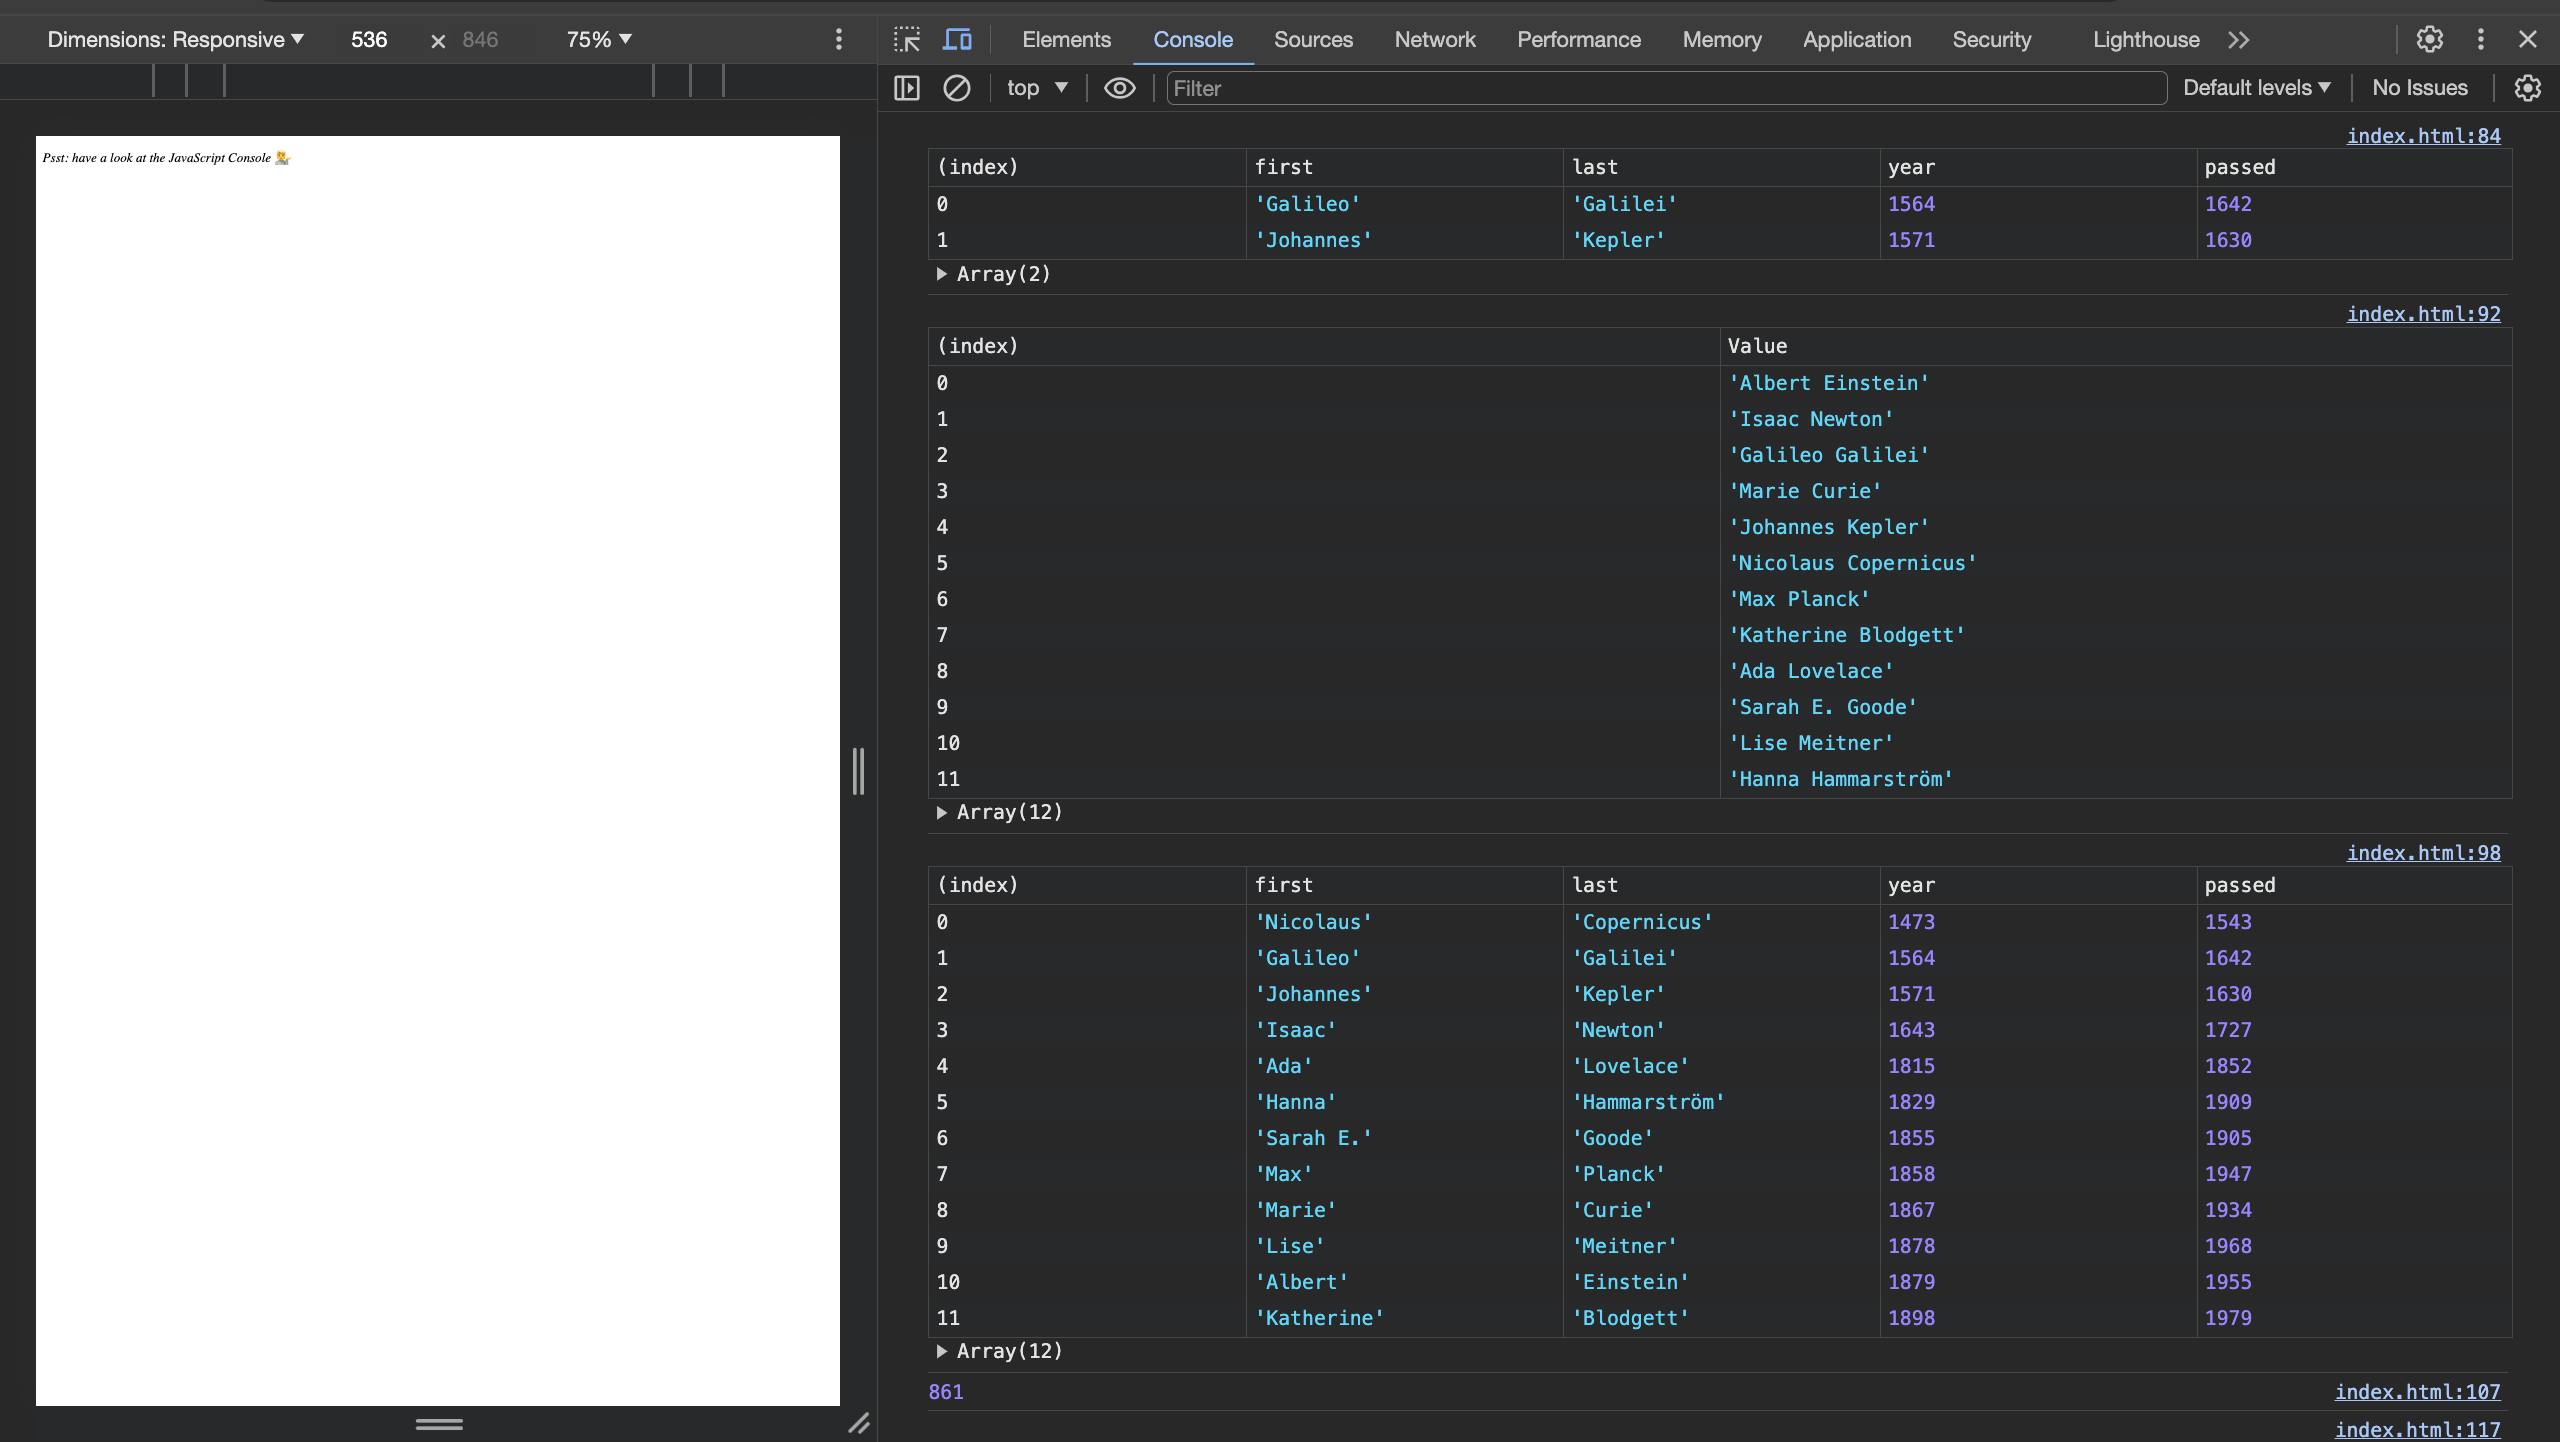 Dimensions: Responsive 536 × 846 75%
Elements Console Sources Network Performance Memory Application Security Lighthouse
top Filter Default levels No Issues
Psst: have a look at the JavaScript Console 💁
index.html:84
(index) first last year passed
0 'Galileo' 'Galilei' 1564 1642
1 'Johannes' 'Kepler' 1571 1630
Array(2)
index.html:92
(index) Value
0 'Albert Einstein'
1 'Isaac Newton'
2 'Galileo Galilei'
3 'Marie Curie'
4 'Johannes Kepler'
5 'Nicolaus Copernicus'
6 'Max Planck'
7 'Katherine Blodgett'
8 'Ada Lovelace'
9 'Sarah E. Goode'
10 'Lise Meitner'
11 'Hanna Hammarström'
Array(12)
index.html:98
(index) first last year passed
0 'Nicolaus' 'Copernicus' 1473 1543
1 'Galileo' 'Galilei' 1564 1642
2 'Johannes' 'Kepler' 1571 1630
3 'Isaac' 'Newton' 1643 1727
4 'Ada' 'Lovelace' 1815 1852
5 'Hanna' 'Hammarström' 1829 1909
6 'Sarah E.' 'Goode' 1855 1905
7 'Max' 'Planck' 1858 1947
8 'Marie' 'Curie' 1867 1934
9 'Lise' 'Meitner' 1878 1968
10 'Albert' 'Einstein' 1879 1955
11 'Katherine' 'Blodgett' 1898 1979
Array(12)
861 index.html:107
index.html:117